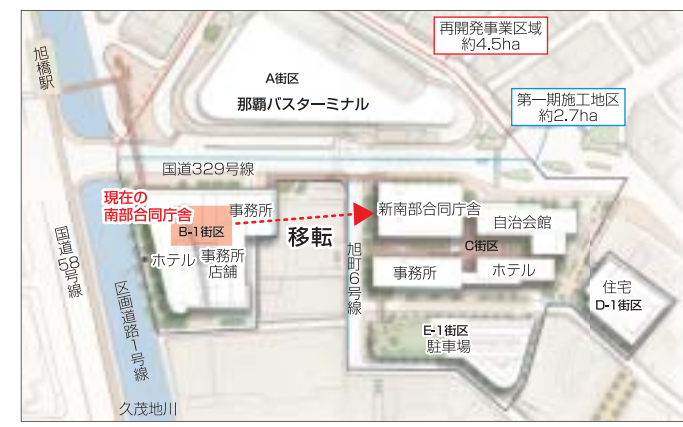 再開発事業区域
約4.5ha
旭橋駅
A街区
那覇バスターミナル
第一期施工地区
約2.7ha
国道329号線
現在の
南部合同庁舎
事務所
B-1街区
移転
新南部合同庁舎
自治会館
C街区
国道58号線
ホテル
事務所
店舗
旭町6号線
事務所
ホテル
住宅
D-1街区
区画道路1号線
E-1街区
駐車場
久茂地川